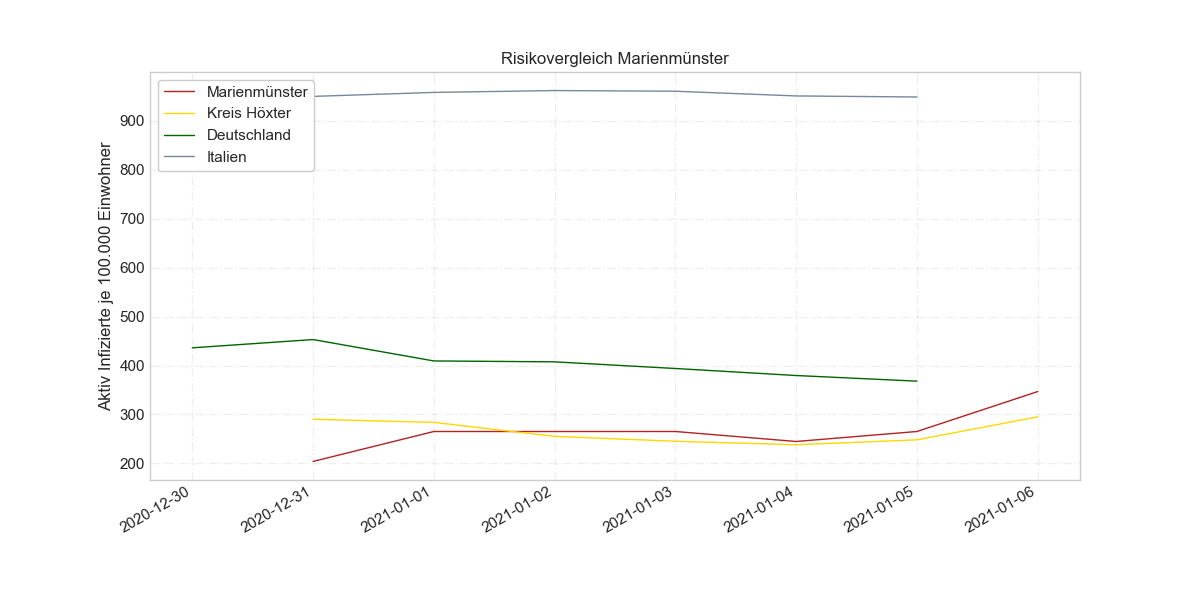 Risikovergleich Marienmünster
Marienmünster
Kreis Höxter
Deutschland
Italien
Aktiv Infizierte je 100.000 Einwohner
900
800
700
600
500
400
300
200
2020-12-30
2020-12-31
2021-01-01
2021-01-02
2021-01-03
2021-01-04
2021-01-05
2021-01-06